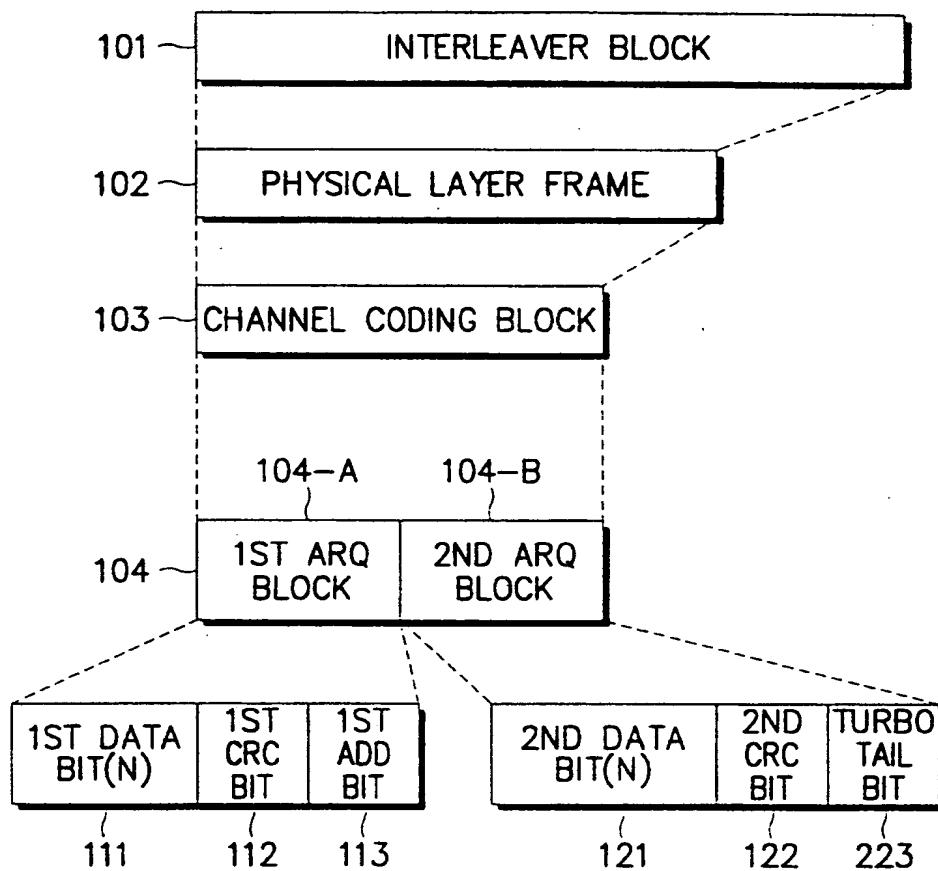 101
INTERLEAVER BLOCK
102
PHYSICAL LAYER FRAME
103
CHANNEL CODING BLOCK
104-A
104-B
104
1ST ARQ
BLOCK
2ND ARQ
BLOCK
1ST DATA
BIT(N)
1ST
CRC
BIT
1ST
ADD
BIT
2ND DATA
BIT(N)
2ND
CRC
BIT
TURBO
TAIL
BIT
111
112
113
121
122
223